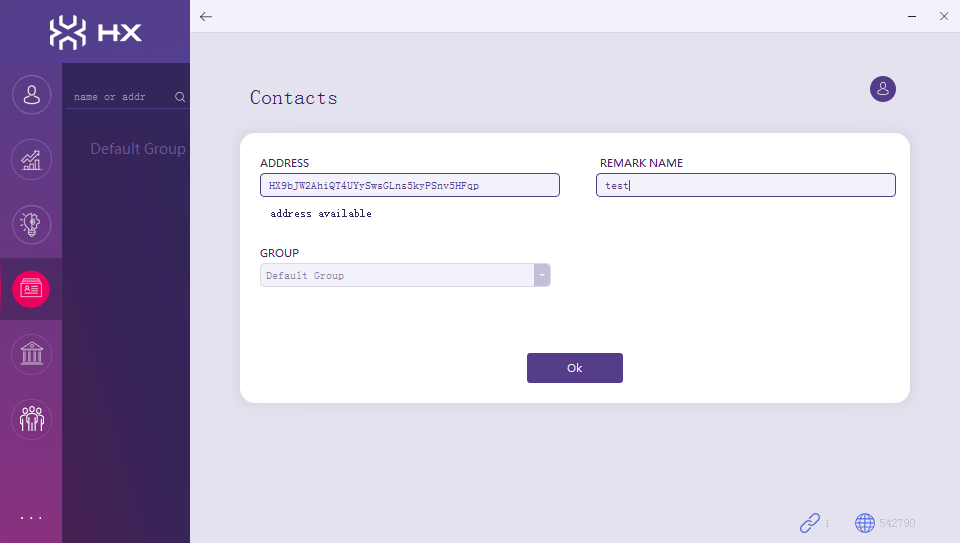 HX
name or addr
Default Group
Contacts
ADDRESS
REMARK NAME
HX9bJW2AhiQT4UYySwsGLns5kyPSnv5HFqp
test
address available
GROUP
Default Group
Ok
1
542790